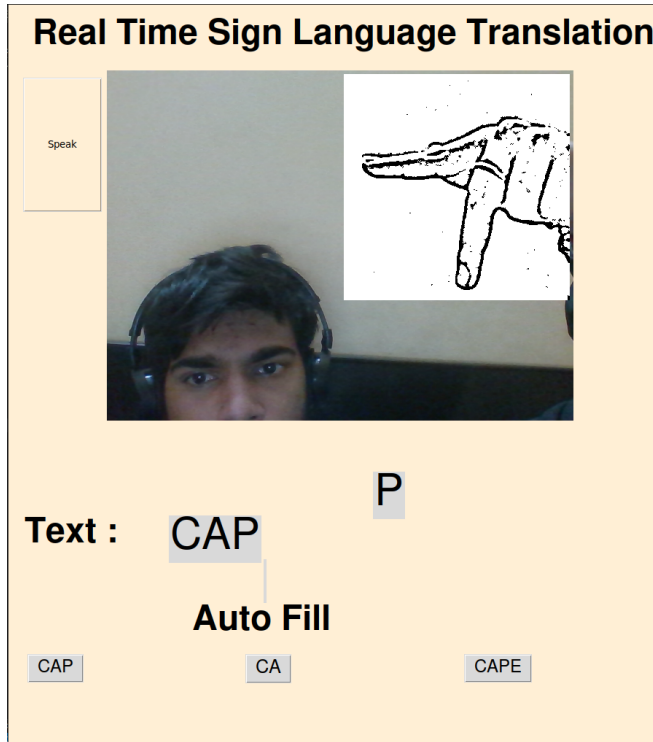 Real Time Sign Language Translation
Speak
P
Text : CAP
Auto Fill
CAP CA CAPE